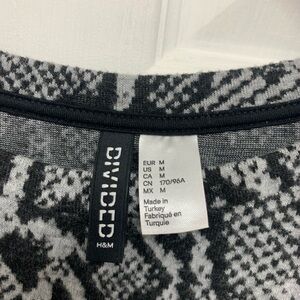 DIVIDED
H&M
EUR M
US M
CA M
CN 170/96A
MX M
Made in
Turkey
Fabriqué en
Turquie